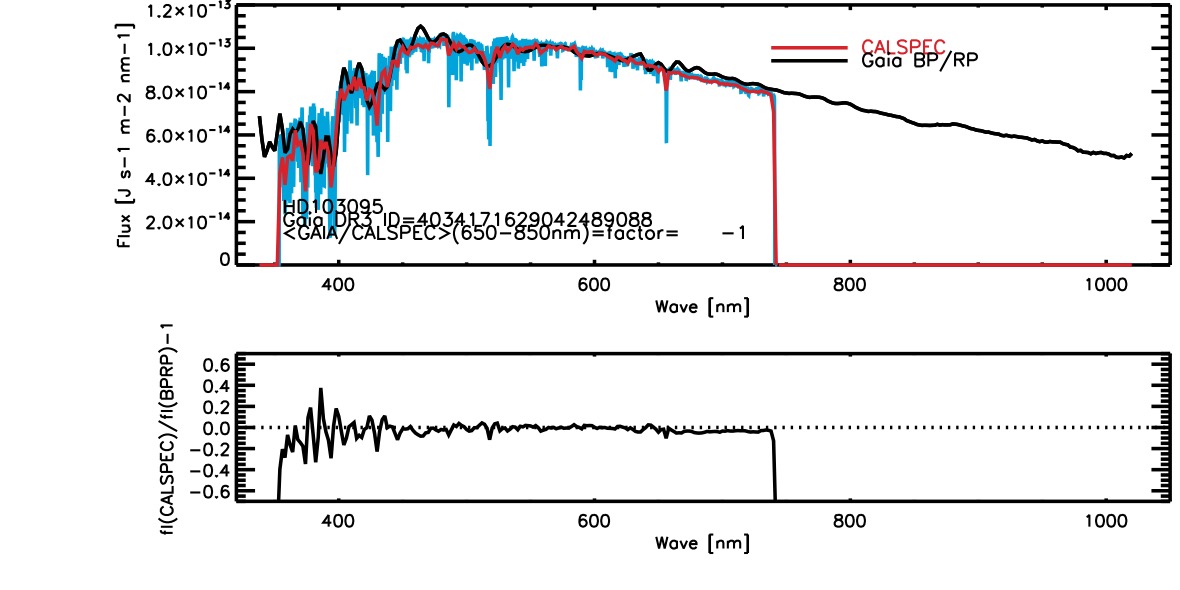 1.2×10−13
1.0×10−13
8.0×10−14
6.0×10−14
4.0×10−14
2.0×10−14
0
Flux [J s−1 m−2 nm−1]
CALSPEC
Gaia BP/RP
HD103095
Gaia DR3 ID=4034171629042489088
<GAIA/CALSPEC>(650−850nm)=factor= −1
400 600 800 1000
Wave [nm]
fl(CALSPEC)/fl(BPRP)−1
0.6
0.4
0.2
0.0
−0.2
−0.4
−0.6
400 600 800 1000
Wave [nm]